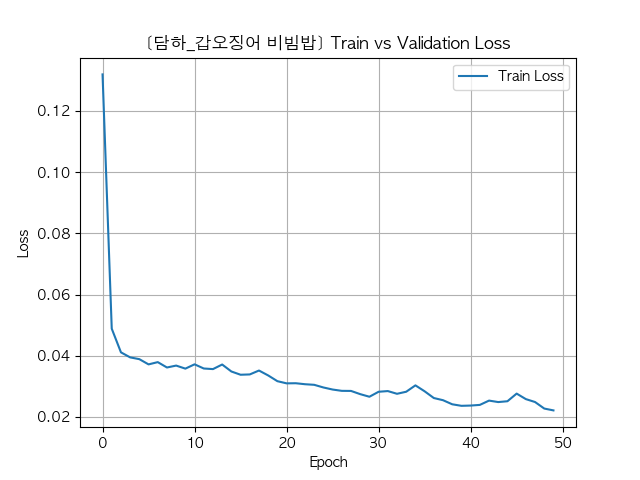 [담하_갑오징어 비빔밥] Train vs Validation Loss
Train Loss
0.12
0.10
0.08
0.06
0.04
0.02
Loss
0 10 20 30 40 50
Epoch